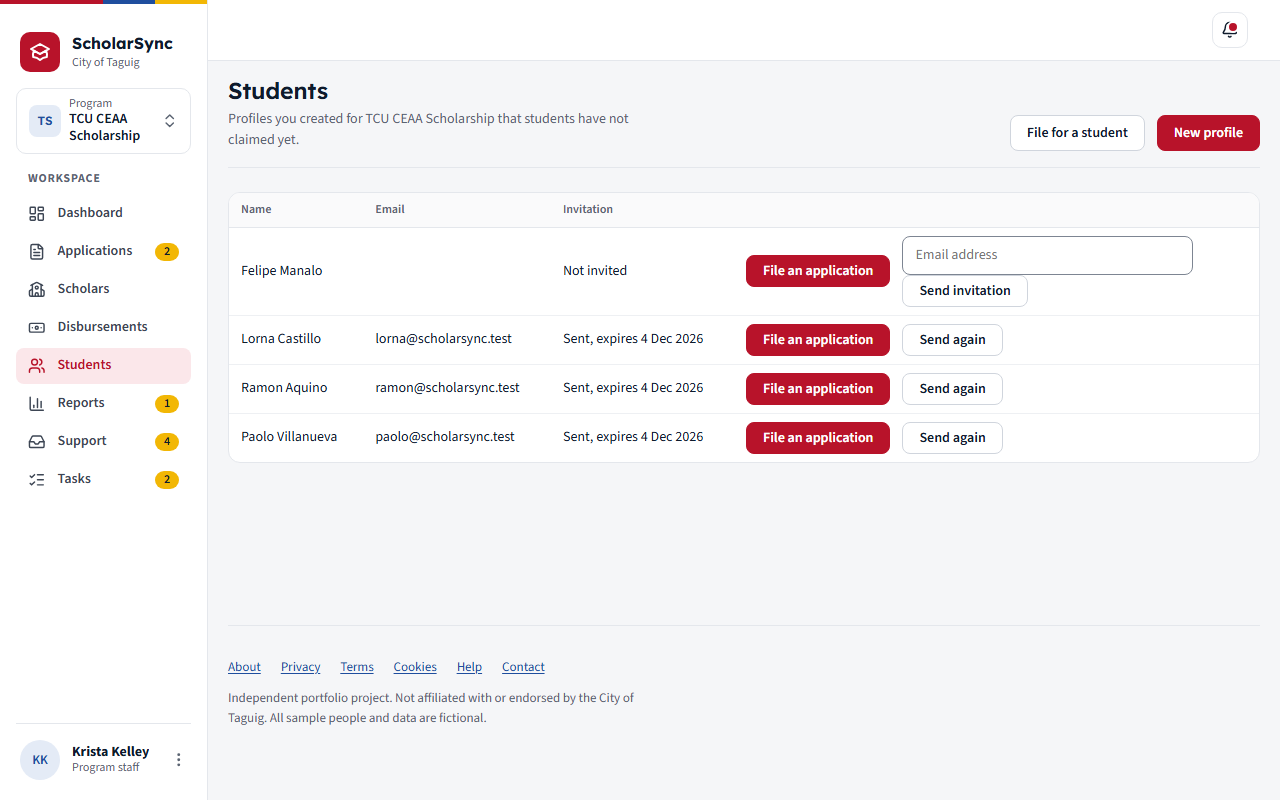 ScholarSync
City of Taguig
Program
TS
TCU CEAA
Scholarship
WORKSPACE
Dashboard
Applications 2
Scholars
Disbursements
Students
Reports 1
Support 4
Tasks 2
KK
Krista Kelley
Program staff
Students
Profiles you created for TCU CEAA Scholarship that students have not
claimed yet.
File for a student
New profile
Name Email Invitation
Felipe Manalo Not invited File an application Email address
Send invitation
Lorna Castillo lorna@scholarsync.test Sent, expires 4 Dec 2026 File an application Send again
Ramon Aquino ramon@scholarsync.test Sent, expires 4 Dec 2026 File an application Send again
Paolo Villanueva paolo@scholarsync.test Sent, expires 4 Dec 2026 File an application Send again
About Privacy Terms Cookies Help Contact
Independent portfolio project. Not affiliated with or endorsed by the City of
Taguig. All sample people and data are fictional.